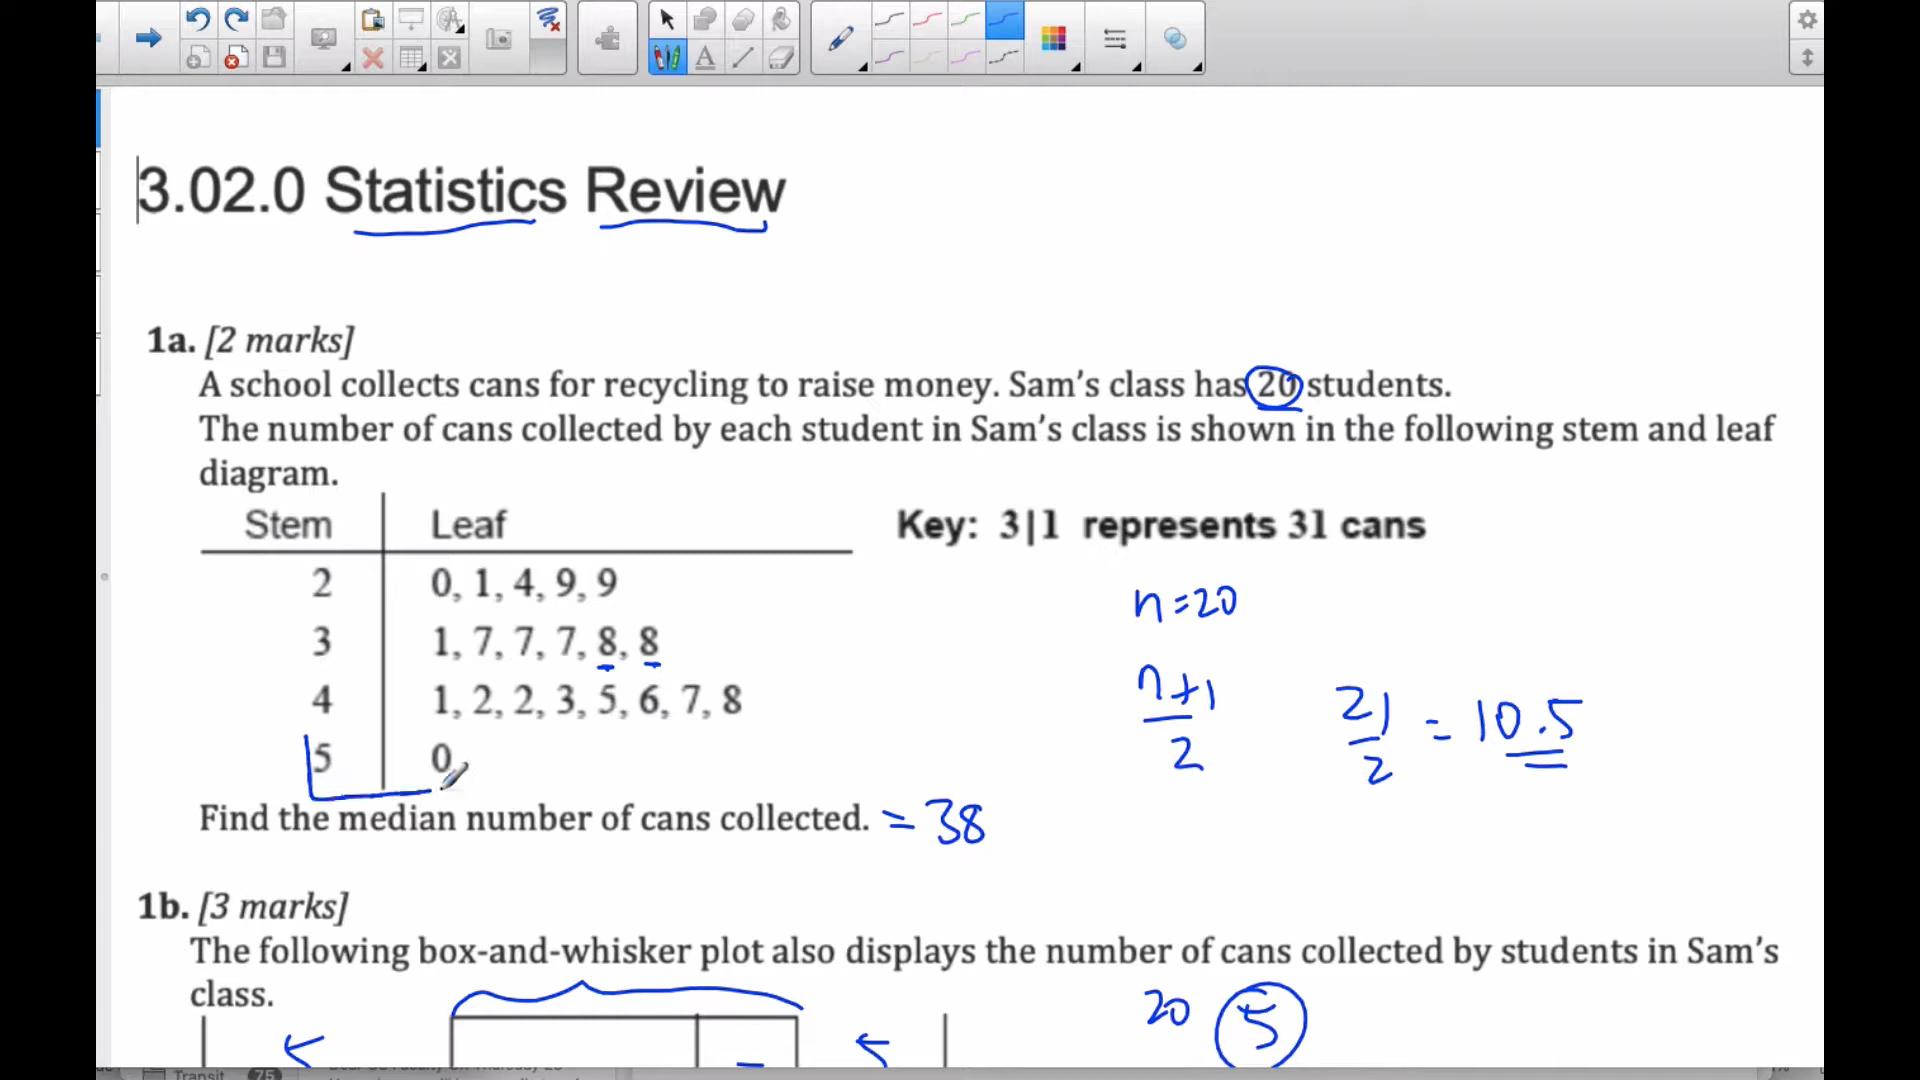 3.02.0 Statistics Review
1a. [2 marks]
A school collects cans for recycling to raise money. Sam's class has 20 students.
The number of cans collected by each student in Sam's class is shown in the following stem and leaf
diagram.
Stem Leaf
Key: 3|1 represents 31 cans
2 0, 1, 4, 9, 9
n=20
3 1, 7, 7, 7, 8, 8
4 1, 2, 2, 3, 5, 6, 7, 8
n+1/2 21/2 = 10.5
5 0
Find the median number of cans collected. = 38
1b. [3 marks]
The following box-and-whisker plot also displays the number of cans collected by students in Sam's
class.
20 5
Transit 75